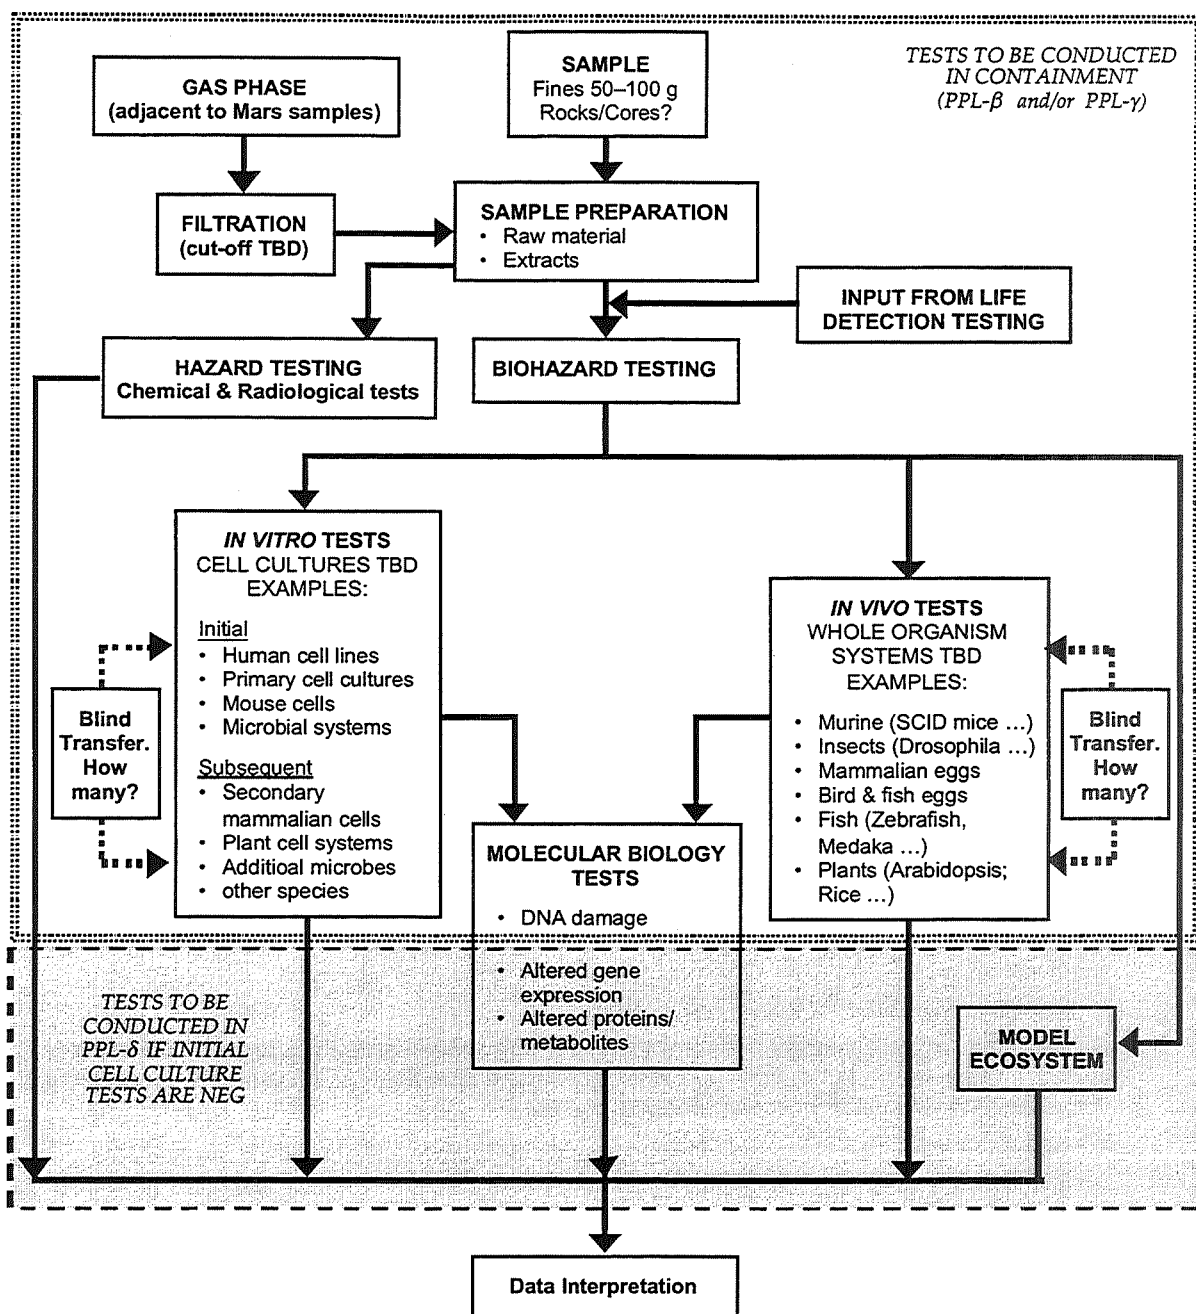 TESTS TO BE CONDUCTED
IN CONTAINMENT
(PPL-β and/or PPL-γ)
GAS PHASE
(adjacent to Mars samples)
SAMPLE
Fines 50–100 g
Rocks/Cores?
FILTRATION
(cut-off TBD)
SAMPLE PREPARATION
• Raw material
• Extracts
INPUT FROM LIFE
DETECTION TESTING
HAZARD TESTING
Chemical & Radiological tests
BIOHAZARD TESTING
IN VITRO TESTS
CELL CULTURES TBD
EXAMPLES:
Initial
• Human cell lines
• Primary cell cultures
• Mouse cells
• Microbial systems
Subsequent
• Secondary
mammalian cells
• Plant cell systems
• Additioal microbes
• other species
Blind
Transfer.
How
many?
IN VIVO TESTS
WHOLE ORGANISM
SYSTEMS TBD
EXAMPLES:
• Murine (SCID mice ...)
• Insects (Drosophila ...)
• Mammalian eggs
• Bird & fish eggs
• Fish (Zebrafish,
Medaka ...)
• Plants (Arabidopsis;
Rice ...)
Blind
Transfer.
How
many?
MOLECULAR BIOLOGY
TESTS
• DNA damage
• Altered gene
expression
• Altered proteins/
metabolites
TESTS TO BE
CONDUCTED IN
PPL-δ IF INITIAL
CELL CULTURE
TESTS ARE NEG
MODEL
ECOSYSTEM
Data Interpretation